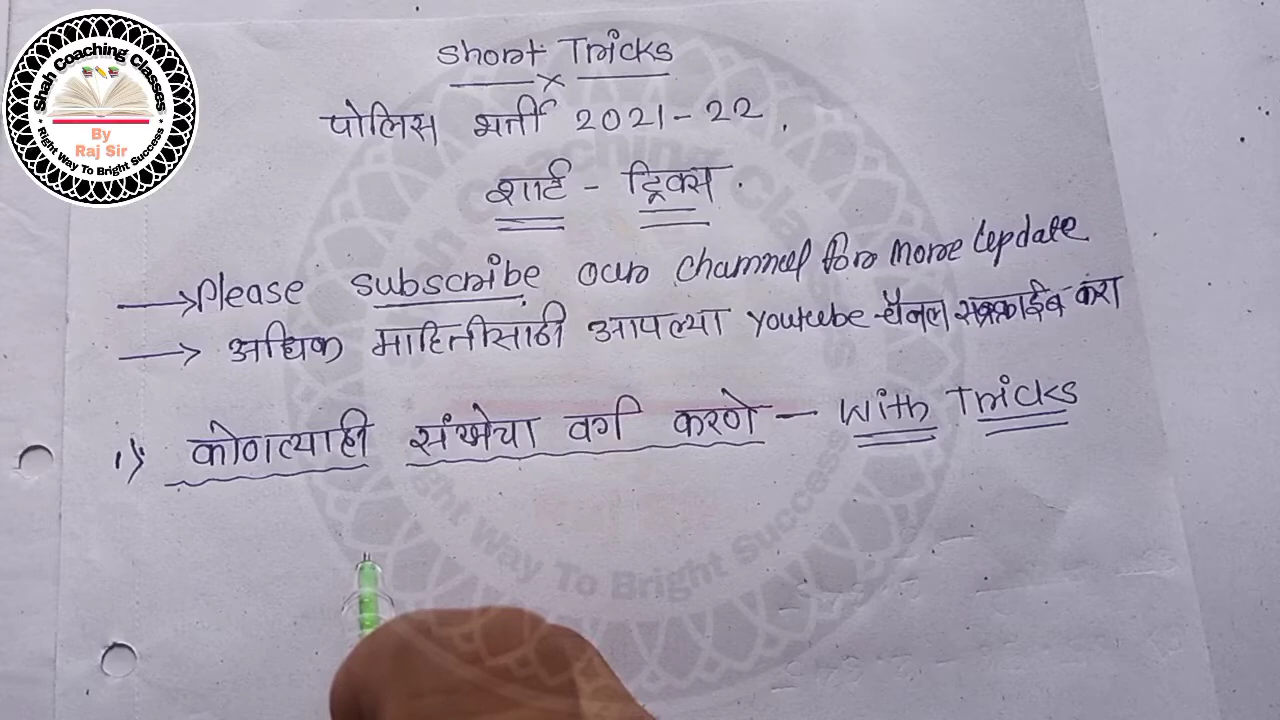 Shah Coaching Classes
By
Raj Sir
Right Way To Bright Success
Short Tricks
पोलिस भर्ती 2021-22.
शार्ट - ट्रिक्स.
→ Please subscribe our channel for more update
→ अधिक माहितीसाठी आपल्या youtube चैनल सब्क्राईब करा
1) कोणत्याही संख्येचा वर्ग करणे - With Tricks